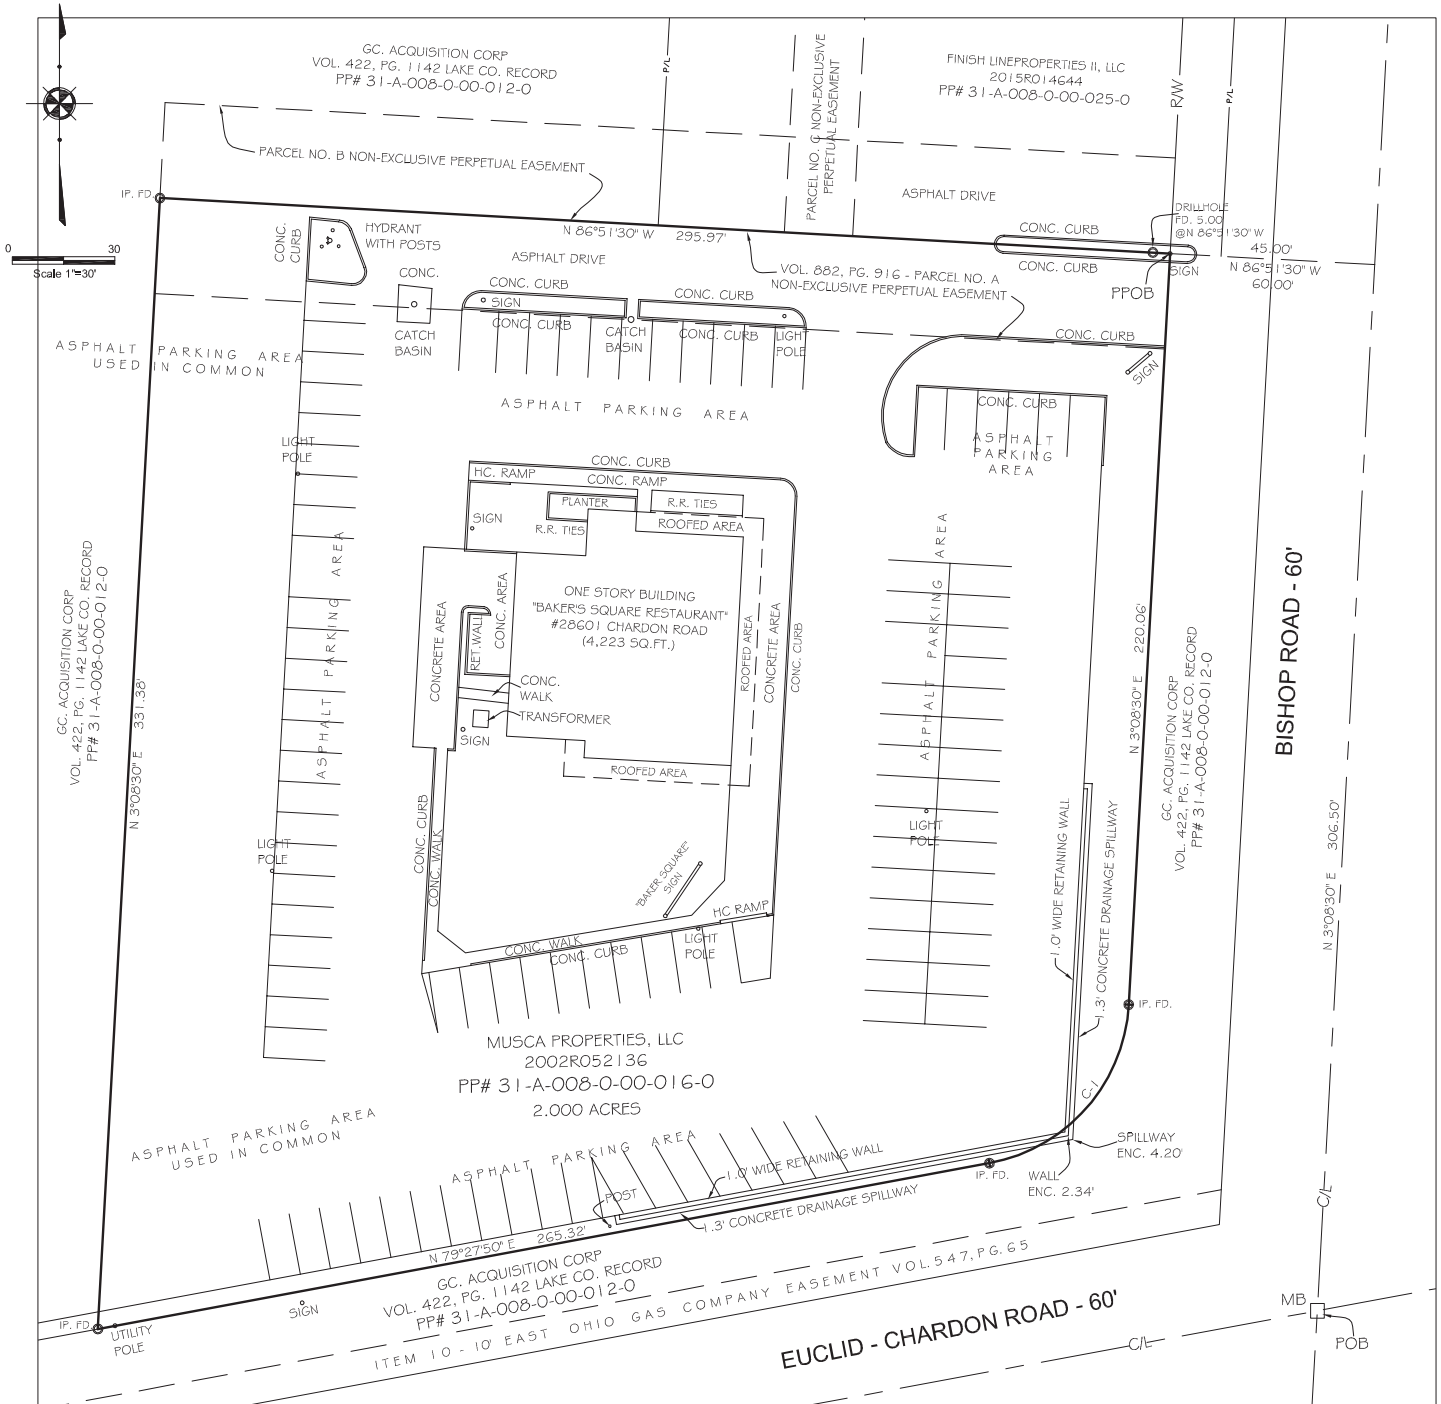 GC. ACQUISITION CORP
VOL. 422, PG. 1142 LAKE CO. RECORD
PP# 31-A-008-0-00-012-0
P/L
PARCEL NO. C NON-EXCLUSIVE
PERPETUAL EASEMENT
FINISH LINEPROPERTIES II, LLC
2015R014644
PP# 31-A-008-0-00-025-0
R/W
P/L
PARCEL NO. B NON-EXCLUSIVE PERPETUAL EASEMENT
ASPHALT DRIVE
IP. FD.
DRILLHOLE
FD. 5.00
@N 86°51'30" W
45.00'
N 86°51'30" W
60.00'
SIGN
PPOB
0 30
Scale 1"=30'
CONC.
CURB
HYDRANT
WITH POSTS
N 86°51'30" W 295.97'
CONC. CURB
CONC. CURB
ASPHALT DRIVE
VOL. 882, PG. 916 - PARCEL NO. A
NON-EXCLUSIVE PERPETUAL EASEMENT
CONC.
CATCH
BASIN
CONC. CURB
SIGN
CONC. CURB
CATCH
BASIN
CONC. CURB
CONC. CURB
LIGHT
POLE
CONC. CURB
SIGN
ASPHALT PARKING AREA
USED IN COMMON
ASPHALT PARKING AREA
CONC. CURB
ASPHALT
PARKING
AREA
LIGHT
POLE
CONC. CURB
HC. RAMP
CONC. RAMP
PLANTER
R.R. TIES
R.R. TIES
ROOFED AREA
SIGN
ASPHALT PARKING AREA
ASPHALT PARKING AREA
GC. ACQUISITION CORP
VOL. 422, PG. 1142 LAKE CO. RECORD
PP# 31-A-008-0-00-012-0
N 3°08'30" E 331.38'
CONCRETE AREA
CONC. AREA
RET.WALL
ONE STORY BUILDING
"BAKER'S SQUARE RESTAURANT"
#28601 CHARDON ROAD
(4,223 SQ.FT.)
ROOFED AREA
CONCRETE AREA
CONC. CURB
CONC.
WALK
TRANSFORMER
SIGN
ROOFED AREA
N 3°08'30" E 220.06'
GC. ACQUISITION CORP
VOL. 422, PG. 1142 LAKE CO. RECORD
PP# 31-A-008-0-00-012-0
BISHOP ROAD - 60'
N 3°08'30" E 306.50'
LIGHT
POLE
CONC. CURB
CONC. WALK
"BAKER SQUARE"
SIGN
HC RAMP
LIGHT
POLE
CONC. WALK
CONC. CURB
LIGHT
POLE
1.0' WIDE RETAINING WALL
1.3' CONCRETE DRAINAGE SPILLWAY
IP. FD.
MUSCA PROPERTIES, LLC
2002R052136
PP# 31-A-008-0-00-016-0
2.000 ACRES
C-1
ASPHALT PARKING AREA
USED IN COMMON
ASPHALT PARKING AREA
1.0' WIDE RETAINING WALL
SPILLWAY
ENC. 4.20'
IP. FD.
WALL
ENC. 2.34'
POST
1.3' CONCRETE DRAINAGE SPILLWAY
N 79°27'50" E 265.32'
GC. ACQUISITION CORP
VOL. 422, PG. 1142 LAKE CO. RECORD
PP# 31-A-008-0-00-012-0
SIGN
IP. FD.
UTILITY
POLE
ITEM 10 - 10' EAST OHIO GAS COMPANY EASEMENT VOL.547, PG.65
EUCLID - CHARDON ROAD - 60'
C/L
C/L
MB
POB